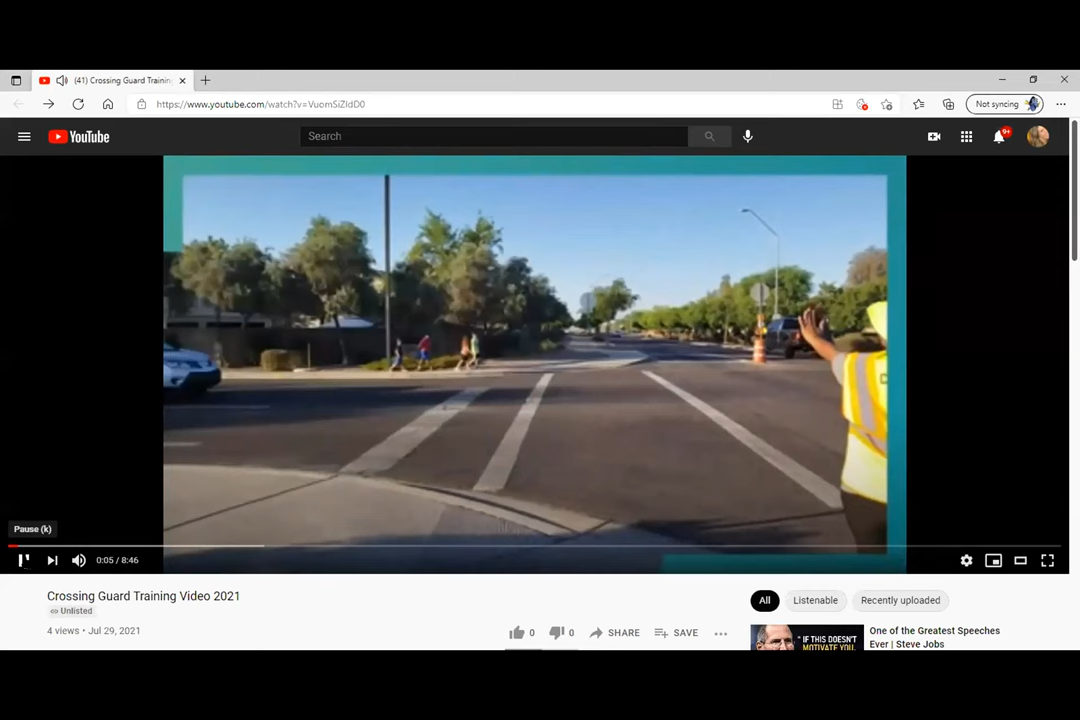 (41) Crossing Guard Trainin
https://www.youtube.com/watch?v=VuomSiZldD0
Not syncing
YouTube
Search
9+
Pause (k)
0:05 / 8:46
Crossing Guard Training Video 2021
Unlisted
4 views • Jul 29, 2021
0
0
SHARE
SAVE
All
Listenable
Recently uploaded
"IF THIS DOESN'T
MOTIVATE YOU,
One of the Greatest Speeches
Ever | Steve Jobs